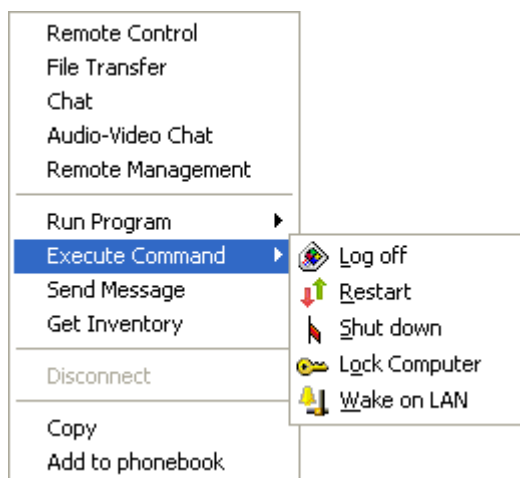 Remote Control
File Transfer
Chat
Audio-Video Chat
Remote Management
Run Program
Execute Command
Send Message
Get Inventory
Disconnect
Copy
Add to phonebook
Log off
Restart
Shut down
Lock Computer
Wake on LAN